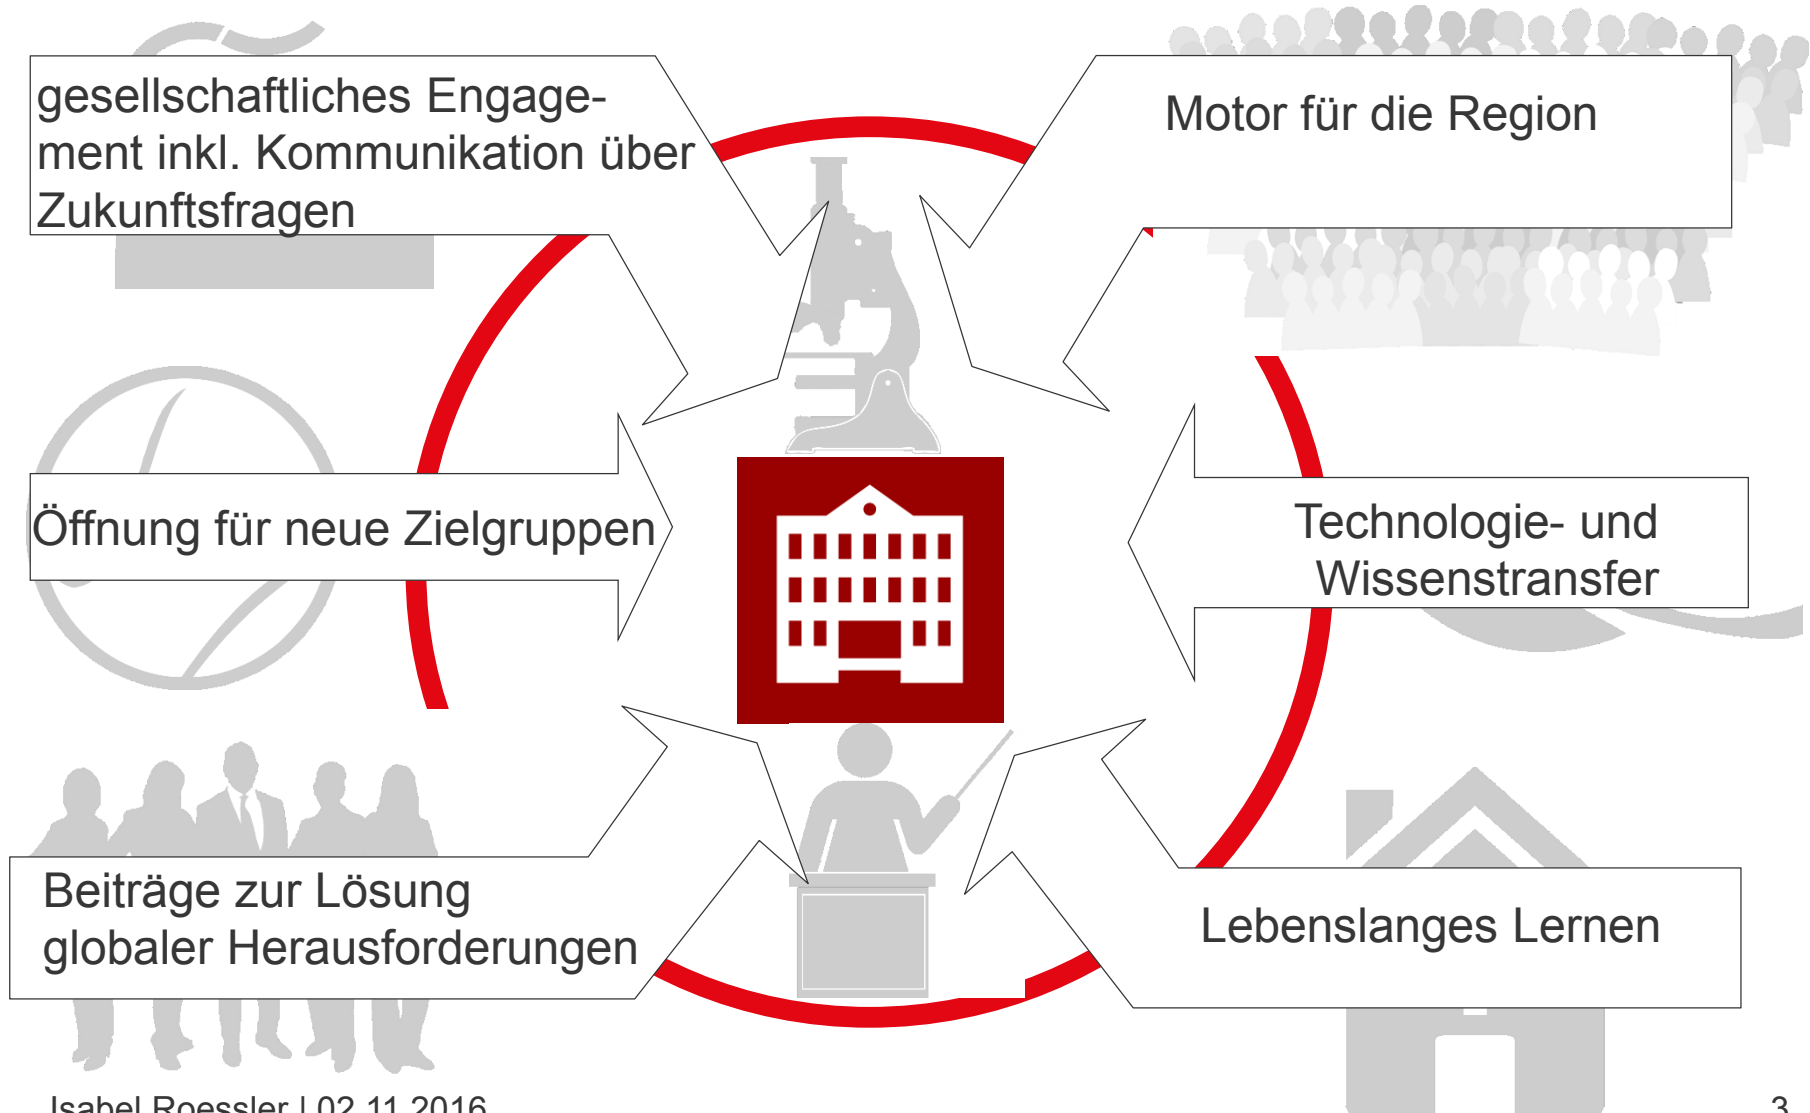 gesellschaftliches Engage-
ment inkl. Kommunikation über
Zukunftsfragen
Motor für die Region
Öffnung für neue Zielgruppen
Technologie- und
Wissenstransfer
Beiträge zur Lösung
globaler Herausforderungen
Lebenslanges Lernen
Isabel Roessler | 02.11.2016
3